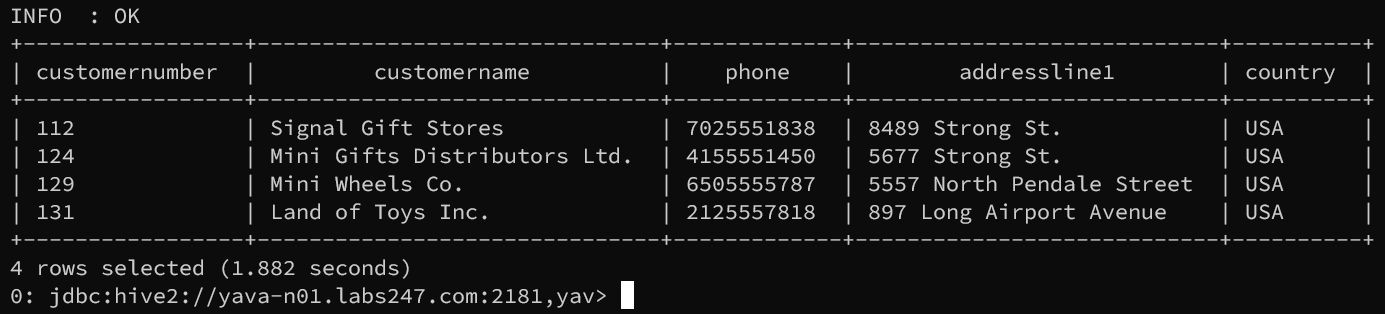 INFO  : OK
+-----------------+-------------------------------+-------------+----------------------------+----------+
| customernumber  |         customername          |    phone    |        addressline1        | country  |
+-----------------+-------------------------------+-------------+----------------------------+----------+
| 112             | Signal Gift Stores            | 7025551838  | 8489 Strong St.            | USA      |
| 124             | Mini Gifts Distributors Ltd.  | 4155551450  | 5677 Strong St.            | USA      |
| 129             | Mini Wheels Co.               | 6505555787  | 5557 North Pendale Street  | USA      |
| 131             | Land of Toys Inc.             | 2125557818  | 897 Long Airport Avenue    | USA      |
+-----------------+-------------------------------+-------------+----------------------------+----------+
4 rows selected (1.882 seconds)
0: jdbc:hive2://yava-n01.labs247.com:2181,yav>